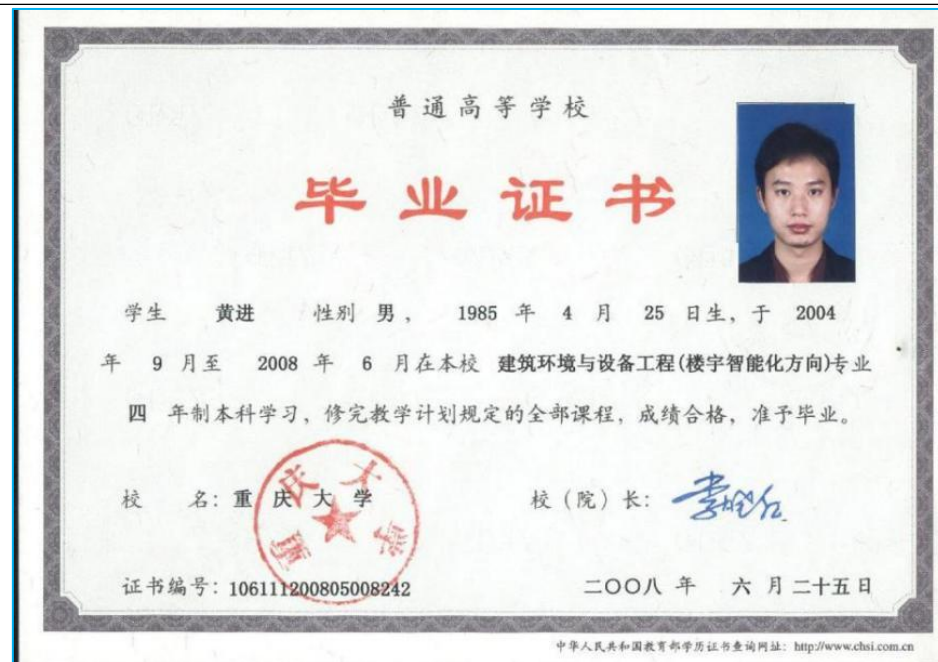 普通高等学校
毕业证书
学生 黄进 性别 男， 1985 年 4 月 25 日生，于 2004
年 9 月至 2008 年 6 月在本校 建筑环境与设备工程(楼宇智能化方向)专业
四 年制本科学习，修完教学计划规定的全部课程，成绩合格，准予毕业。
校 名：重庆大学 校（院）长：
重庆大学
证书编号：106111200805008242 二〇〇八 年 六 月 二十五 日
中华人民共和国教育部学历证书查询网址：http://www.chsi.com.cn